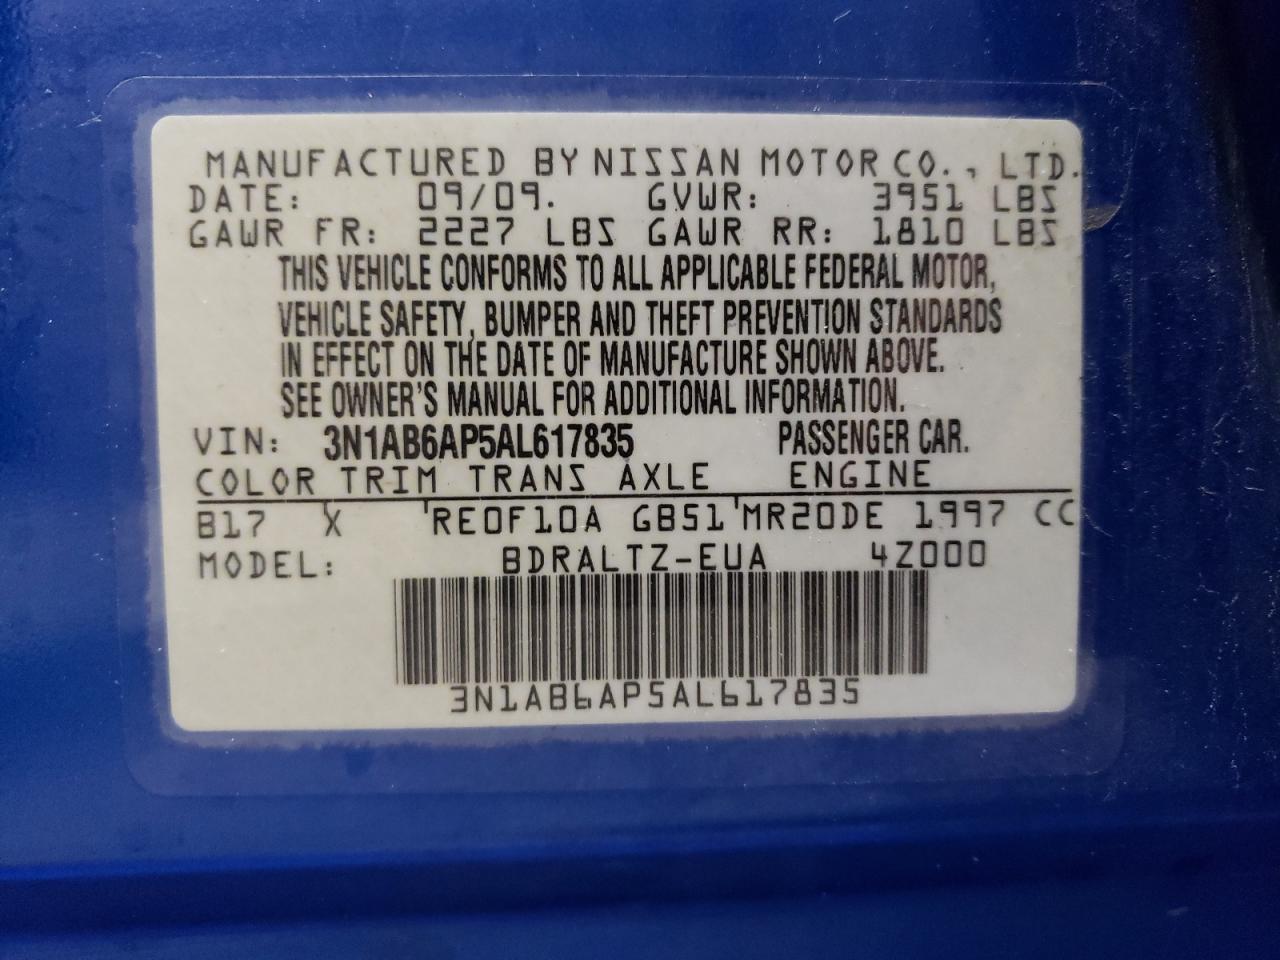 MANUFACTURED BY NISSAN MOTOR CO., LTD.
DATE: 09/09. GVWR: 3951 LBS
GAWR FR: 2227 LBS GAWR RR: 1810 LBS
THIS VEHICLE CONFORMS TO ALL APPLICABLE FEDERAL MOTOR,
VEHICLE SAFETY, BUMPER AND THEFT PREVENTION STANDARDS
IN EFFECT ON THE DATE OF MANUFACTURE SHOWN ABOVE.
SEE OWNER'S MANUAL FOR ADDITIONAL INFORMATION.
VIN: 3N1AB6AP5AL617835 PASSENGER CAR.
COLOR TRIM TRANS AXLE ENGINE
B17 X RE0F10A GB51 MR20DE 1997 CC
MODEL: BDRALTZ-EUA 4Z000
3N1AB6AP5AL617835